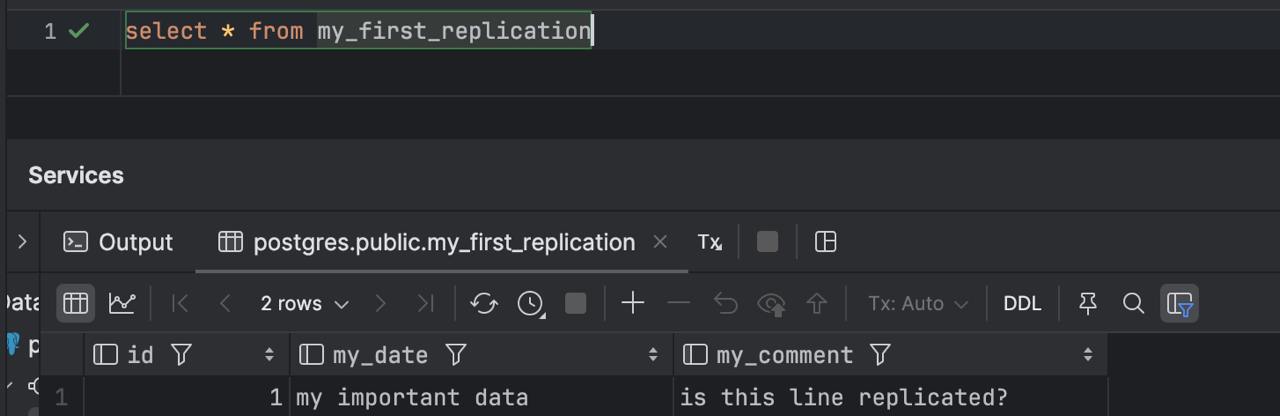 1 select * from my_first_replication
Services
Output postgres.public.my_first_replication Tx
Data 2 rows Tx: Auto DDL
p id my_date my_comment
1 1 my important data is this line replicated?